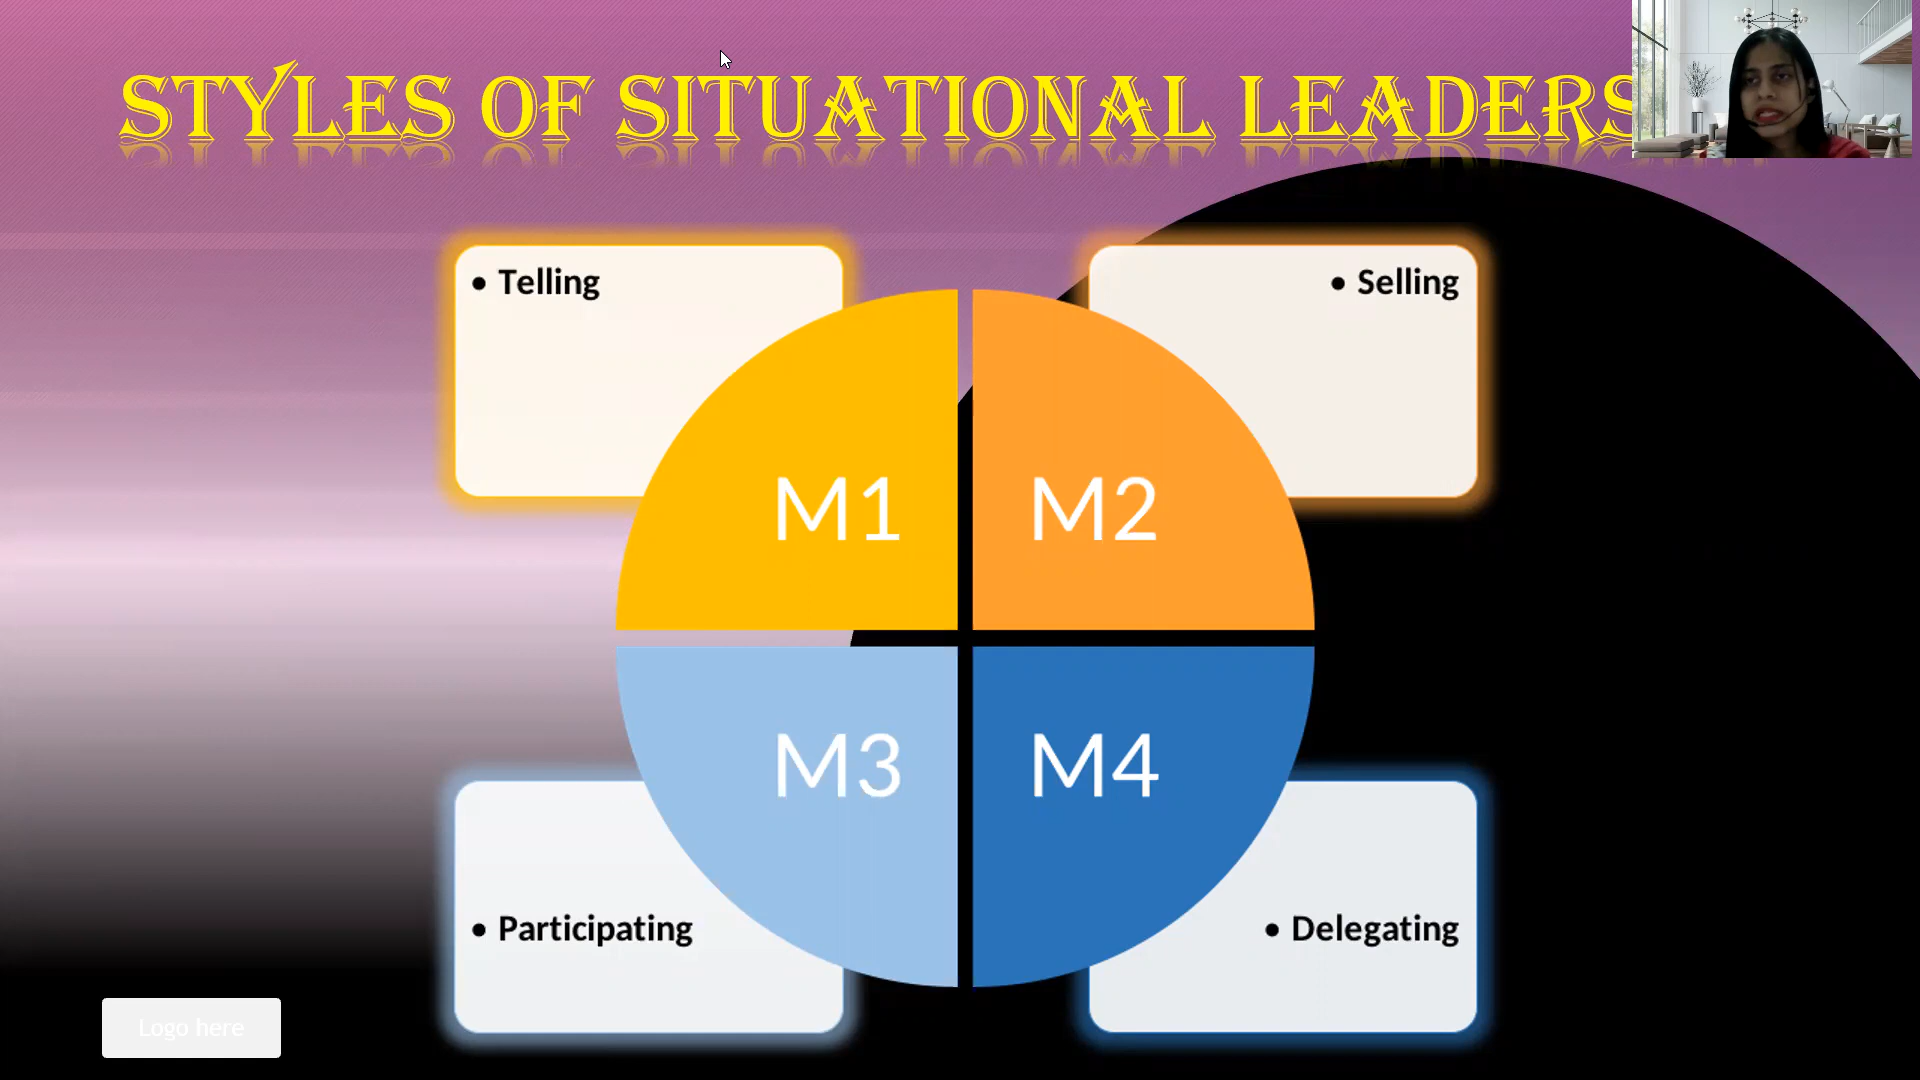 STYLES OF SITUATIONAL LEADERS
• Telling
• Selling
M1
M2
M3
M4
• Participating
• Delegating
Logo here